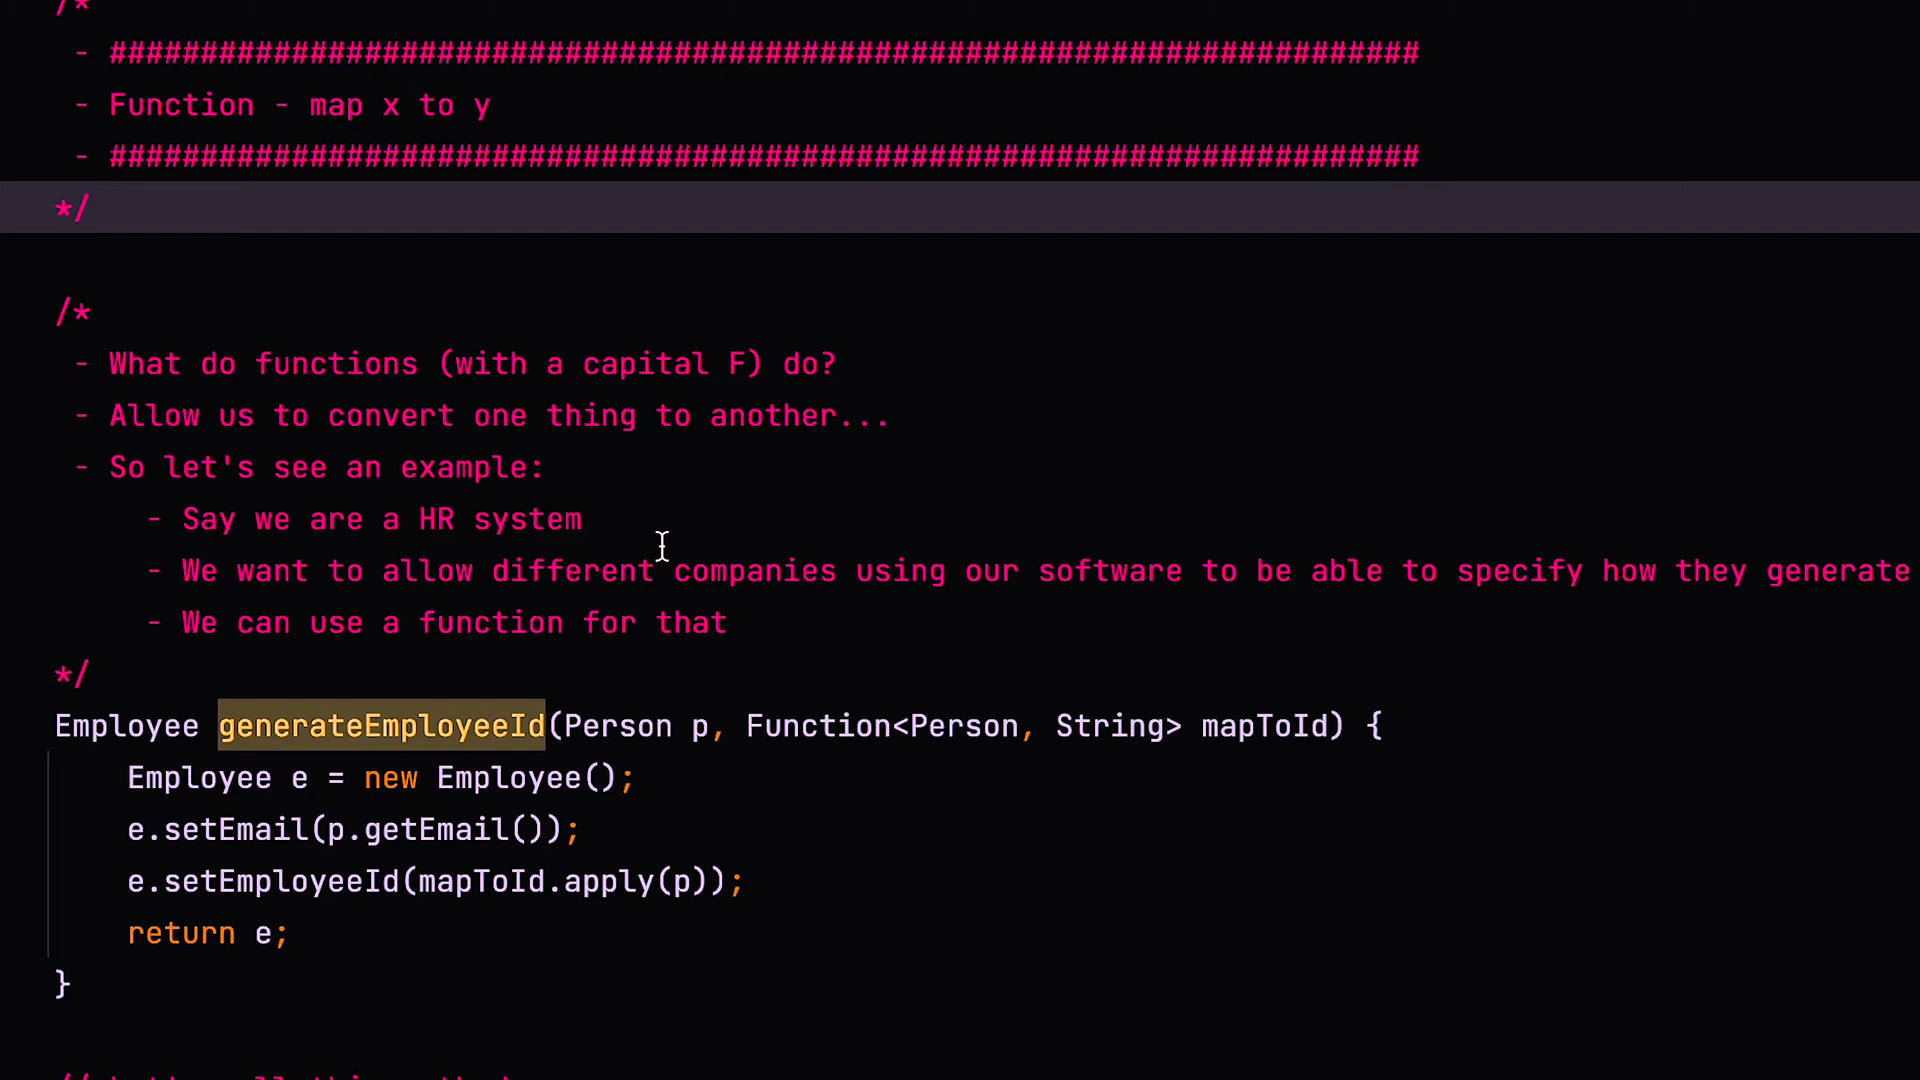 /*
- ########################################################################
- Function - map x to y
- ########################################################################
*/
/*
- What do functions (with a capital F) do?
- Allow us to convert one thing to another...
- So let's see an example:
- Say we are a HR system
- We want to allow different companies using our software to be able to specify how they generate
- We can use a function for that
*/
Employee generateEmployeeId(Person p, Function<Person, String> mapToId) {
Employee e = new Employee();
e.setEmail(p.getEmail());
e.setEmployeeId(mapToId.apply(p));
return e;
}